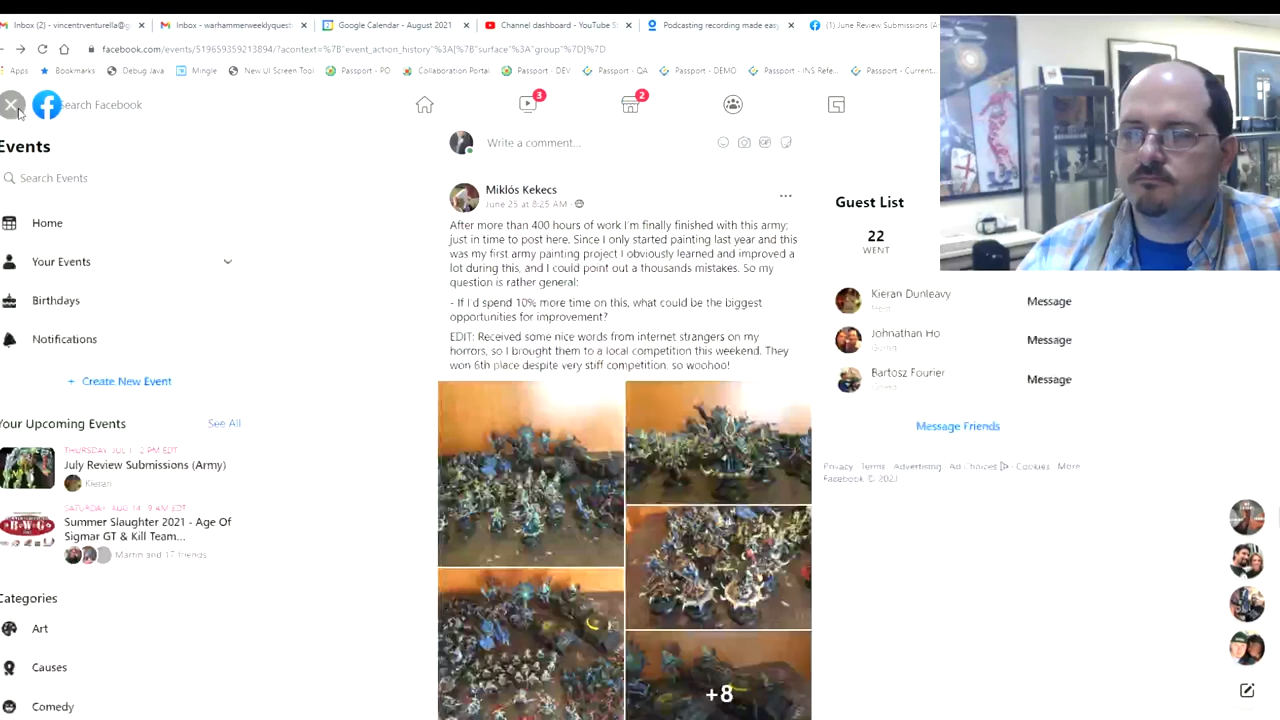 Inbox (2) - vincentrventurella@g
Inbox - warhammerweeklyquest
Google Calendar - August 2021
Channel dashboard - YouTube S
Podcasting recording made easy
(1) June Review Submissions (A
facebook.com/events/519659359213894/?acontext=%7B"event_action_history"%3A[%7B"surface"%3A"group"%7D]%7D
Apps
Bookmarks
Debug Java
Mingle
New UI Screen Tool
Passport - PO
Collaboration Portal
Passport - DEV
Passport - QA
Passport - DEMO
Passport - INS Refe...
Passport - Current...
Search Facebook
3
2
Events
Search Events
Home
Your Events
Birthdays
Notifications
+ Create New Event
Your Upcoming Events
See All
THURSDAY, JUL 1, 2 PM EDT
July Review Submissions (Army)
Kieran
SATURDAY, AUG 14, 9 AM EDT
Summer Slaughter 2021 - Age Of
Sigmar GT & Kill Team...
Martin and 17 friends
Categories
Art
Causes
Comedy
Write a comment...
Miklós Kekecs
June 25 at 8:25 AM
After more than 400 hours of work I'm finally finished with this army;
just in time to post here. Since I only started painting last year and this
was my first army painting project I obviously learned and improved a
lot during this, and I could point out a thousands mistakes. So my
question is rather general:
- If I'd spend 10% more time on this, what could be the biggest
opportunities for improvement?
EDIT: Received some nice words from internet strangers on my
horrors, so I brought them to a local competition this weekend. They
won 6th place despite very stiff competition, so woohoo!
+8
Guest List
22
WENT
Kieran Dunleavy
Message
Johnathan Ho
Message
Bartosz Fourier
Message
Message Friends
Privacy · Terms · Advertising · Ad Choices · Cookies · More
Facebook © 2021